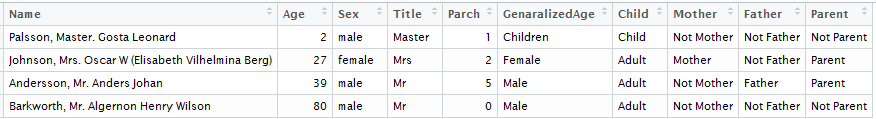 Name Age Sex Title Parch GenaralizedAge Child Mother Father Parent
Palsson, Master. Gosta Leonard 2 male Master 1 Children Child Not Mother Not Father Not Parent
Johnson, Mrs. Oscar W (Elisabeth Vilhelmina Berg) 27 female Mrs 2 Female Adult Mother Not Father Parent
Andersson, Mr. Anders Johan 39 male Mr 5 Male Adult Not Mother Father Parent
Barkworth, Mr. Algernon Henry Wilson 80 male Mr 0 Male Adult Not Mother Not Father Not Parent